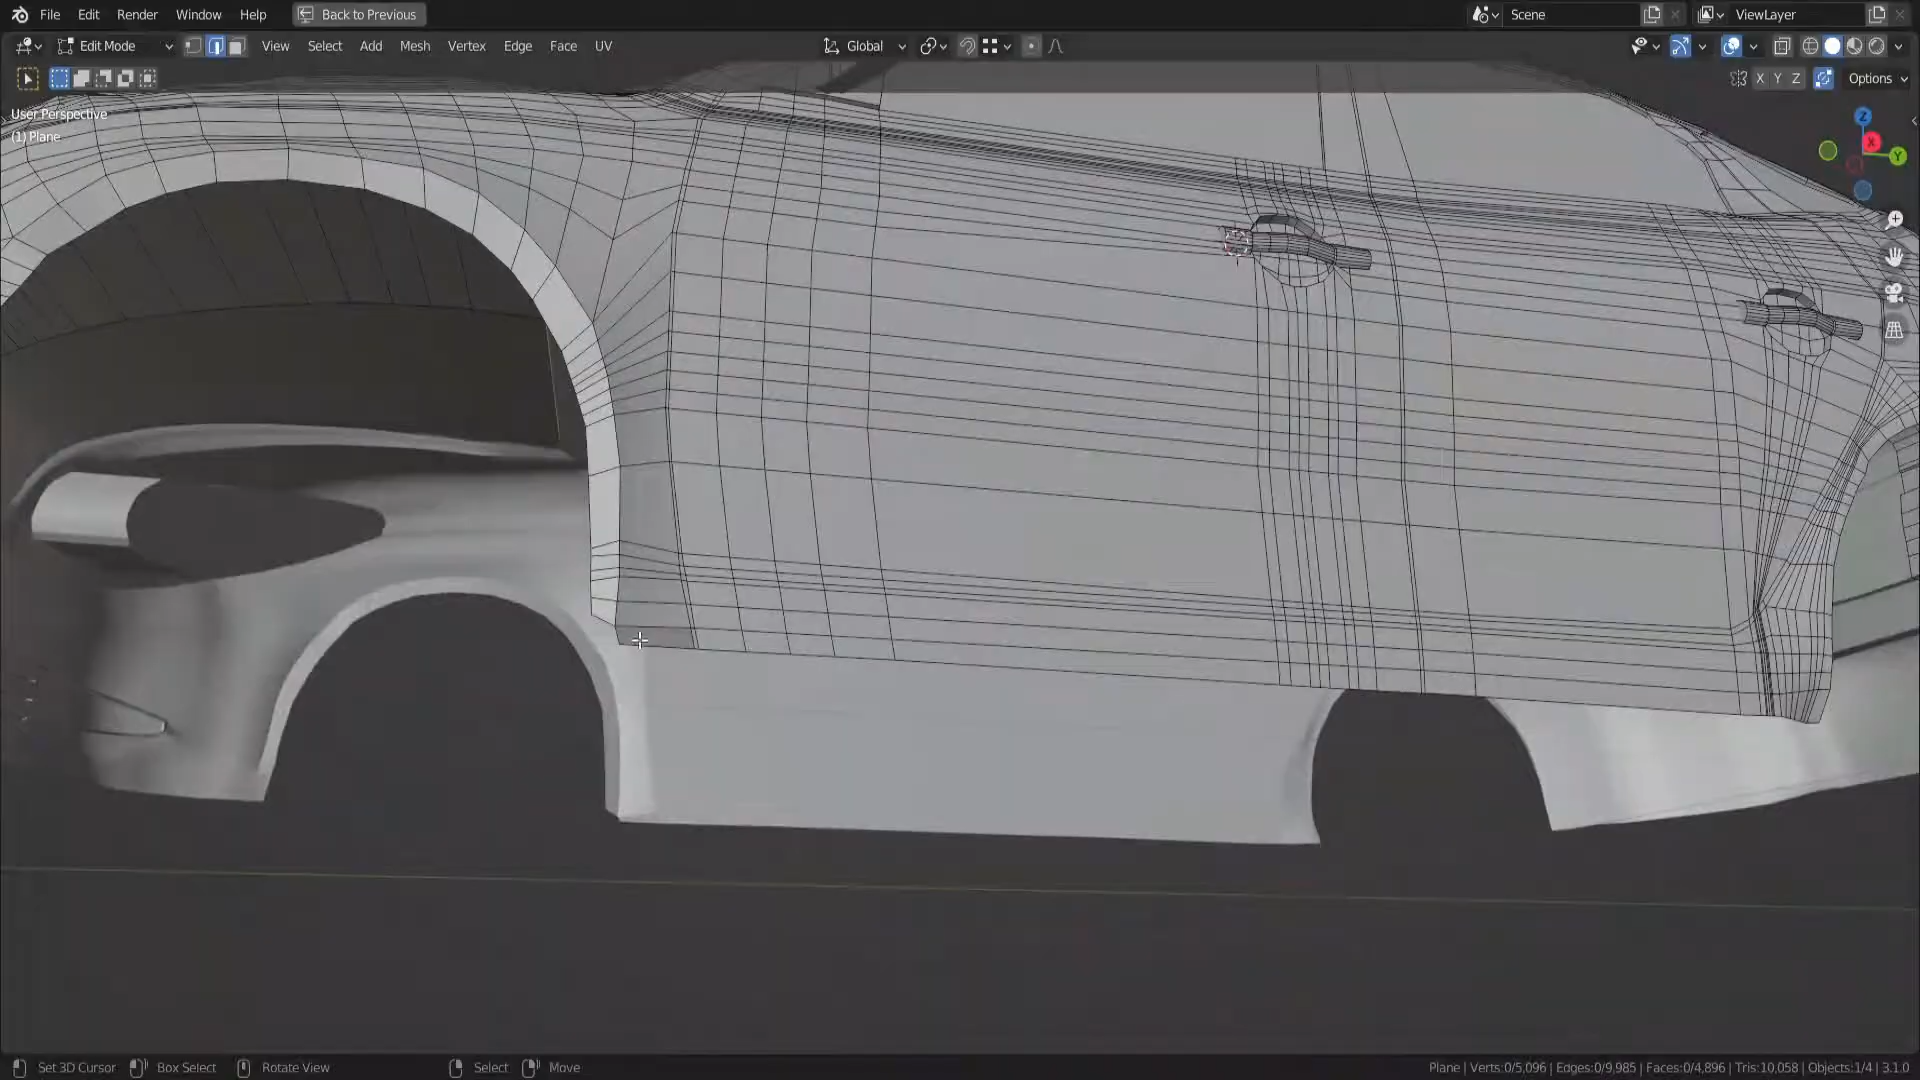 File Edit Render Window Help Back to Previous Scene ViewLayer
Edit Mode View Select Add Mesh Vertex Edge Face UV Global
X Y Z Options
User Perspective
(1) Plane
Z
X
Y
Set 3D Cursor Box Select Rotate View Select Move Plane | Verts:0/5,096 | Edges:0/9,985 | Faces:0/4,896 | Tris:10,058 | Objects:1/4 | 3.1.0